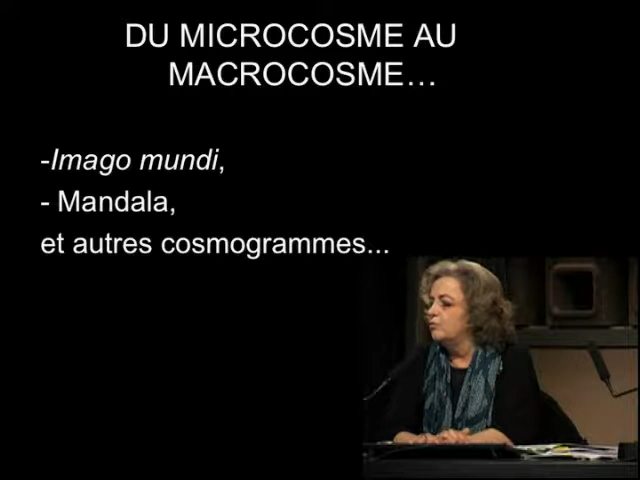 DU MICROCOSME AU
MACROCOSME…
-Imago mundi,
- Mandala,
et autres cosmogrammes...